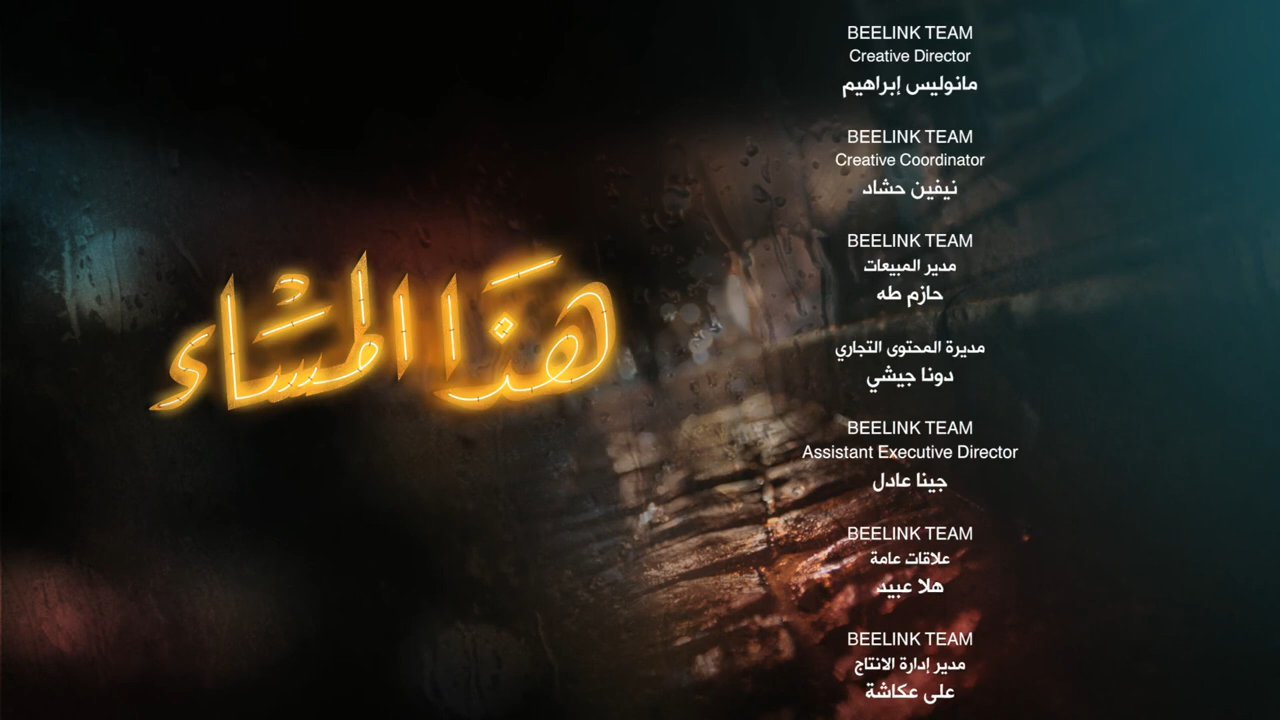 هَذَا المْسَاء
BEELINK TEAM
Creative Director
مانوليس إبراهيم
BEELINK TEAM
Creative Coordinator
نيفين حشاد
BEELINK TEAM
مدير المبيعات
حازم طه
مديرة المحتوى التجاري
دونا جيشي
BEELINK TEAM
Assistant Executive Director
جينا عادل
BEELINK TEAM
علاقات عامة
هلا عبيد
BEELINK TEAM
مدير إدارة الانتاج
على عكاشة